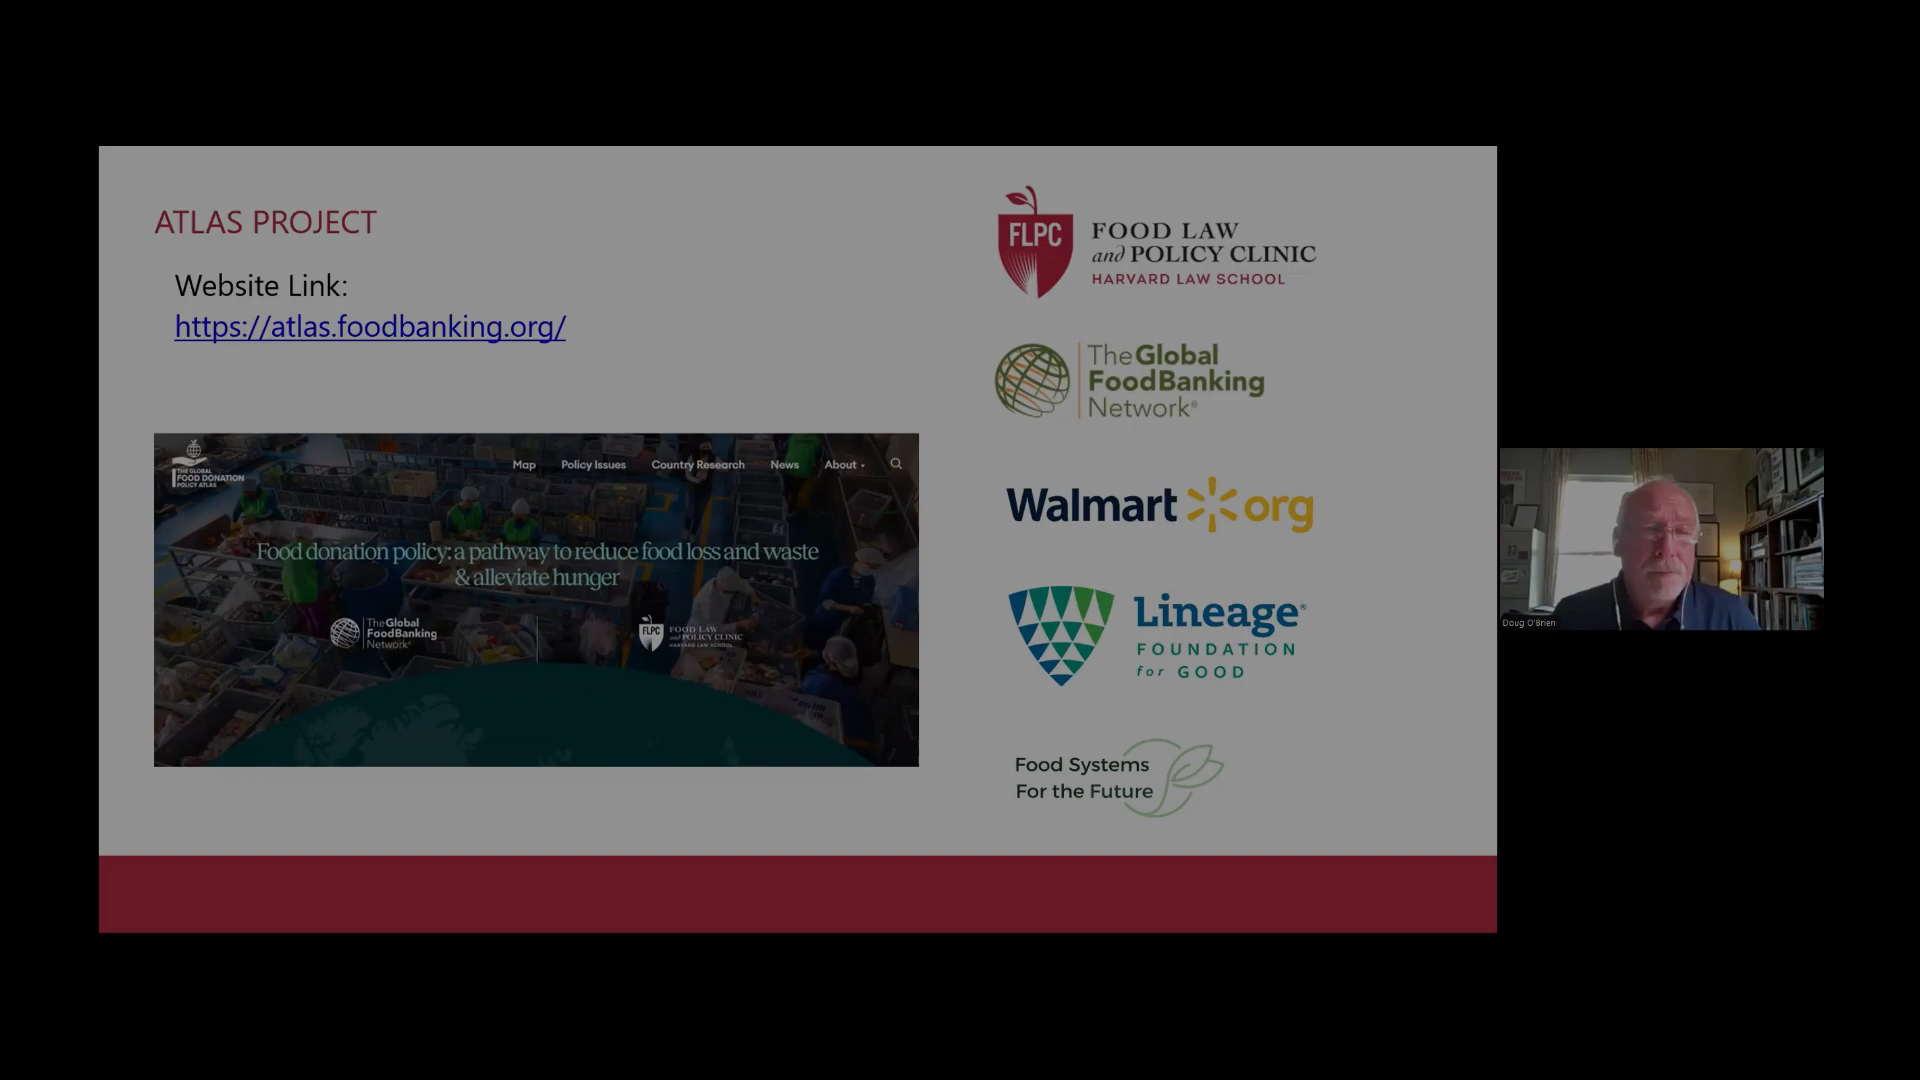 ATLAS PROJECT
Website Link:
https://atlas.foodbanking.org/
THE GLOBAL
FOOD DONATION
POLICY ATLAS
Map Policy Issues Country Research News About
Food donation policy: a pathway to reduce food loss and waste
& alleviate hunger
The Global
FoodBanking
Network®
FLPC
FOOD LAW
and POLICY CLINIC
HARVARD LAW SCHOOL
FLPC
FOOD LAW
and POLICY CLINIC
HARVARD LAW SCHOOL
The Global
FoodBanking
Network®
Walmart org
Lineage®
FOUNDATION
for GOOD
Food Systems
For the Future
Doug O'Brien